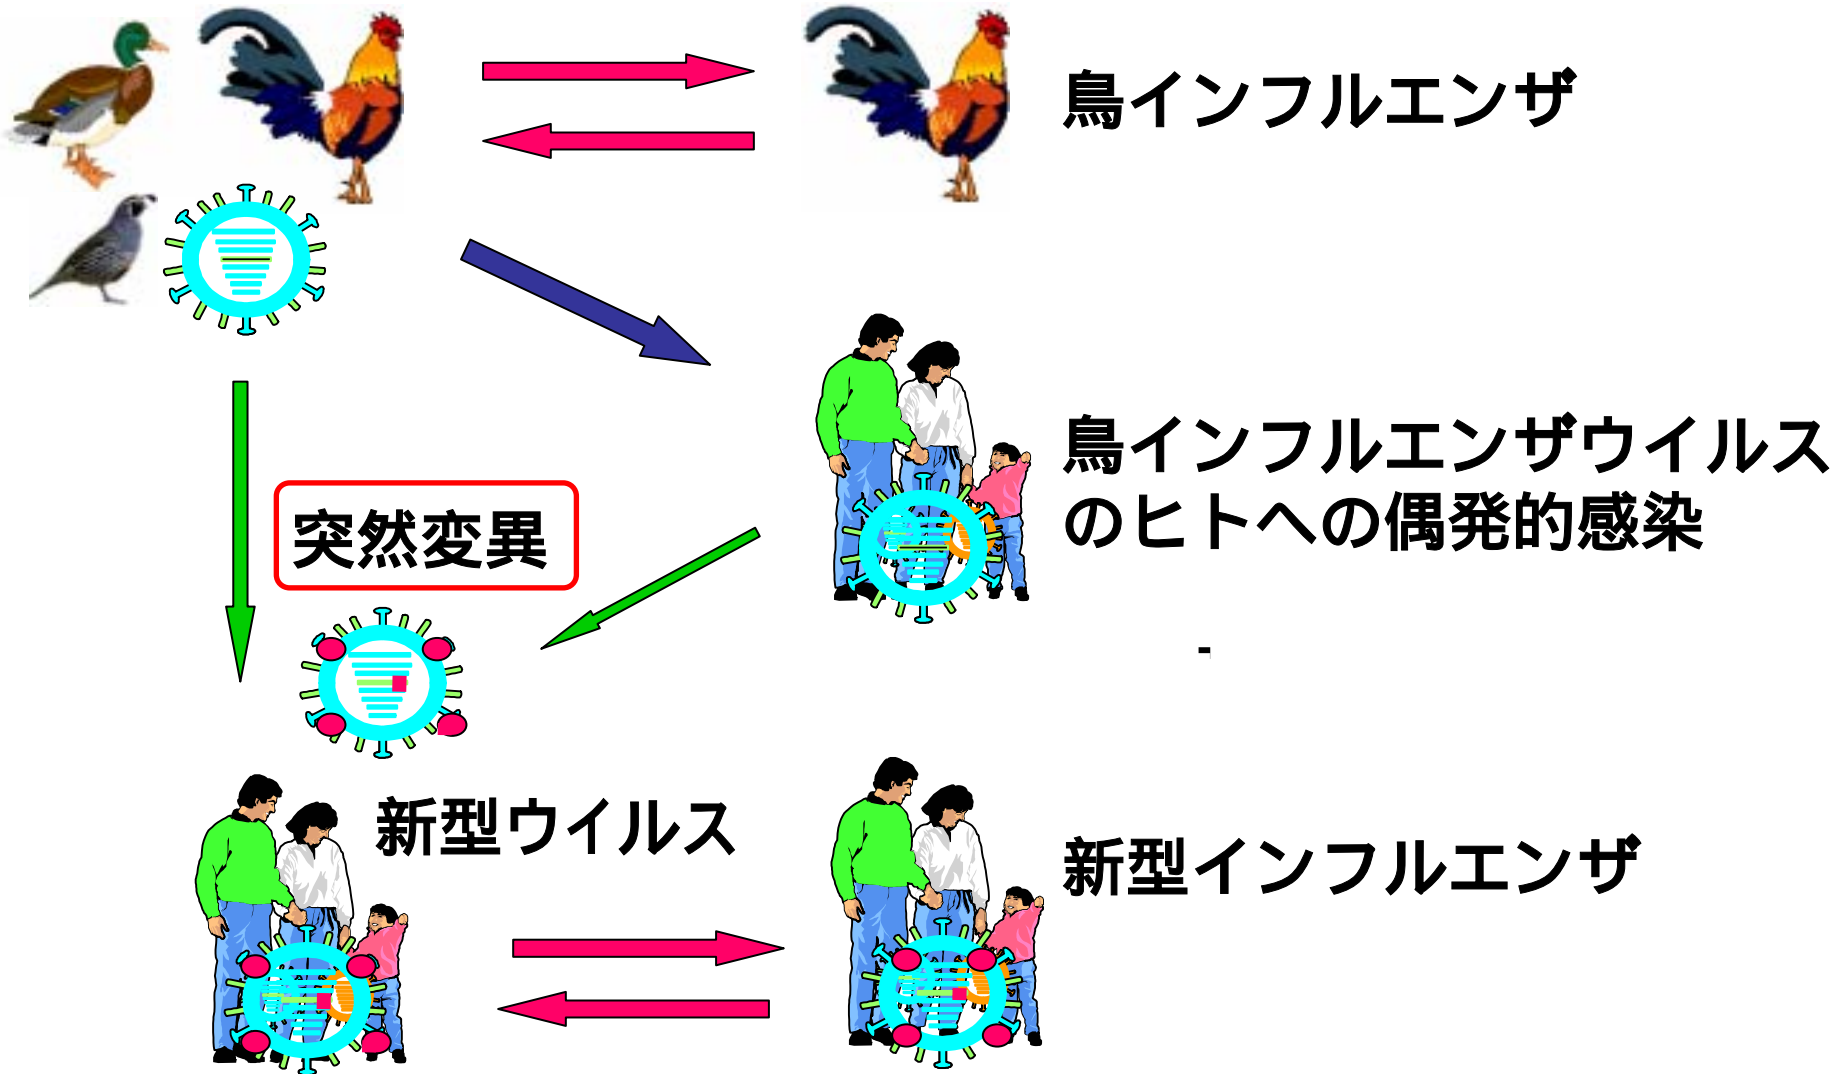 鳥インフルエンザ
鳥インフルエンザウイルス
のヒトへの偶発的感染
突然変異
-
新型ウイルス
新型インフルエンザ